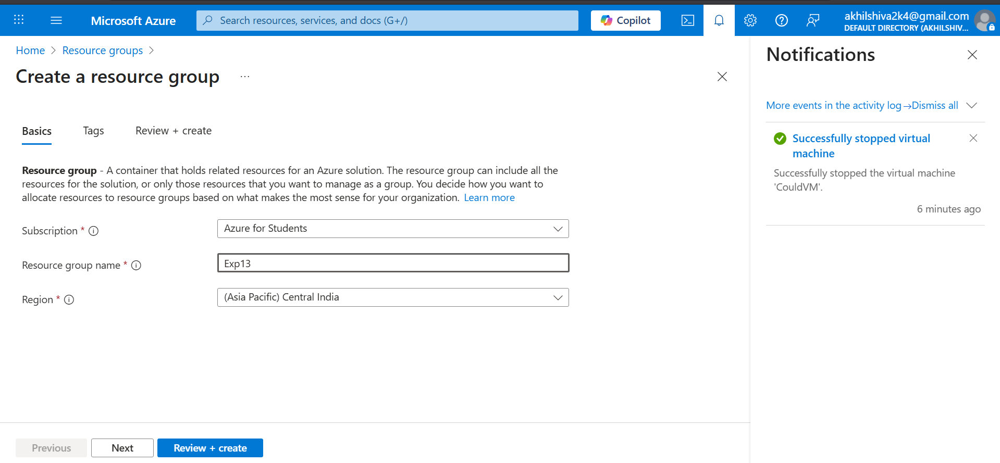 Microsoft Azure
Search resources, services, and docs (G+/)
Copilot
akhilshiva2k4@gmail.com
DEFAULT DIRECTORY (AKHILSHIV...
Home
Resource groups
Create a resource group
...
Basics
Tags
Review + create
Resource group - A container that holds related resources for an Azure solution. The resource group can include all the
resources for the solution, or only those resources that you want to manage as a group. You decide how you want to
allocate resources to resource groups based on what makes the most sense for your organization. Learn more
Subscription *
Azure for Students
Resource group name *
Exp13
Region *
(Asia Pacific) Central India
Previous
Next
Review + create
Notifications
More events in the activity log →Dismiss all
Successfully stopped virtual
machine
Successfully stopped the virtual machine
'CouldVM'.
6 minutes ago